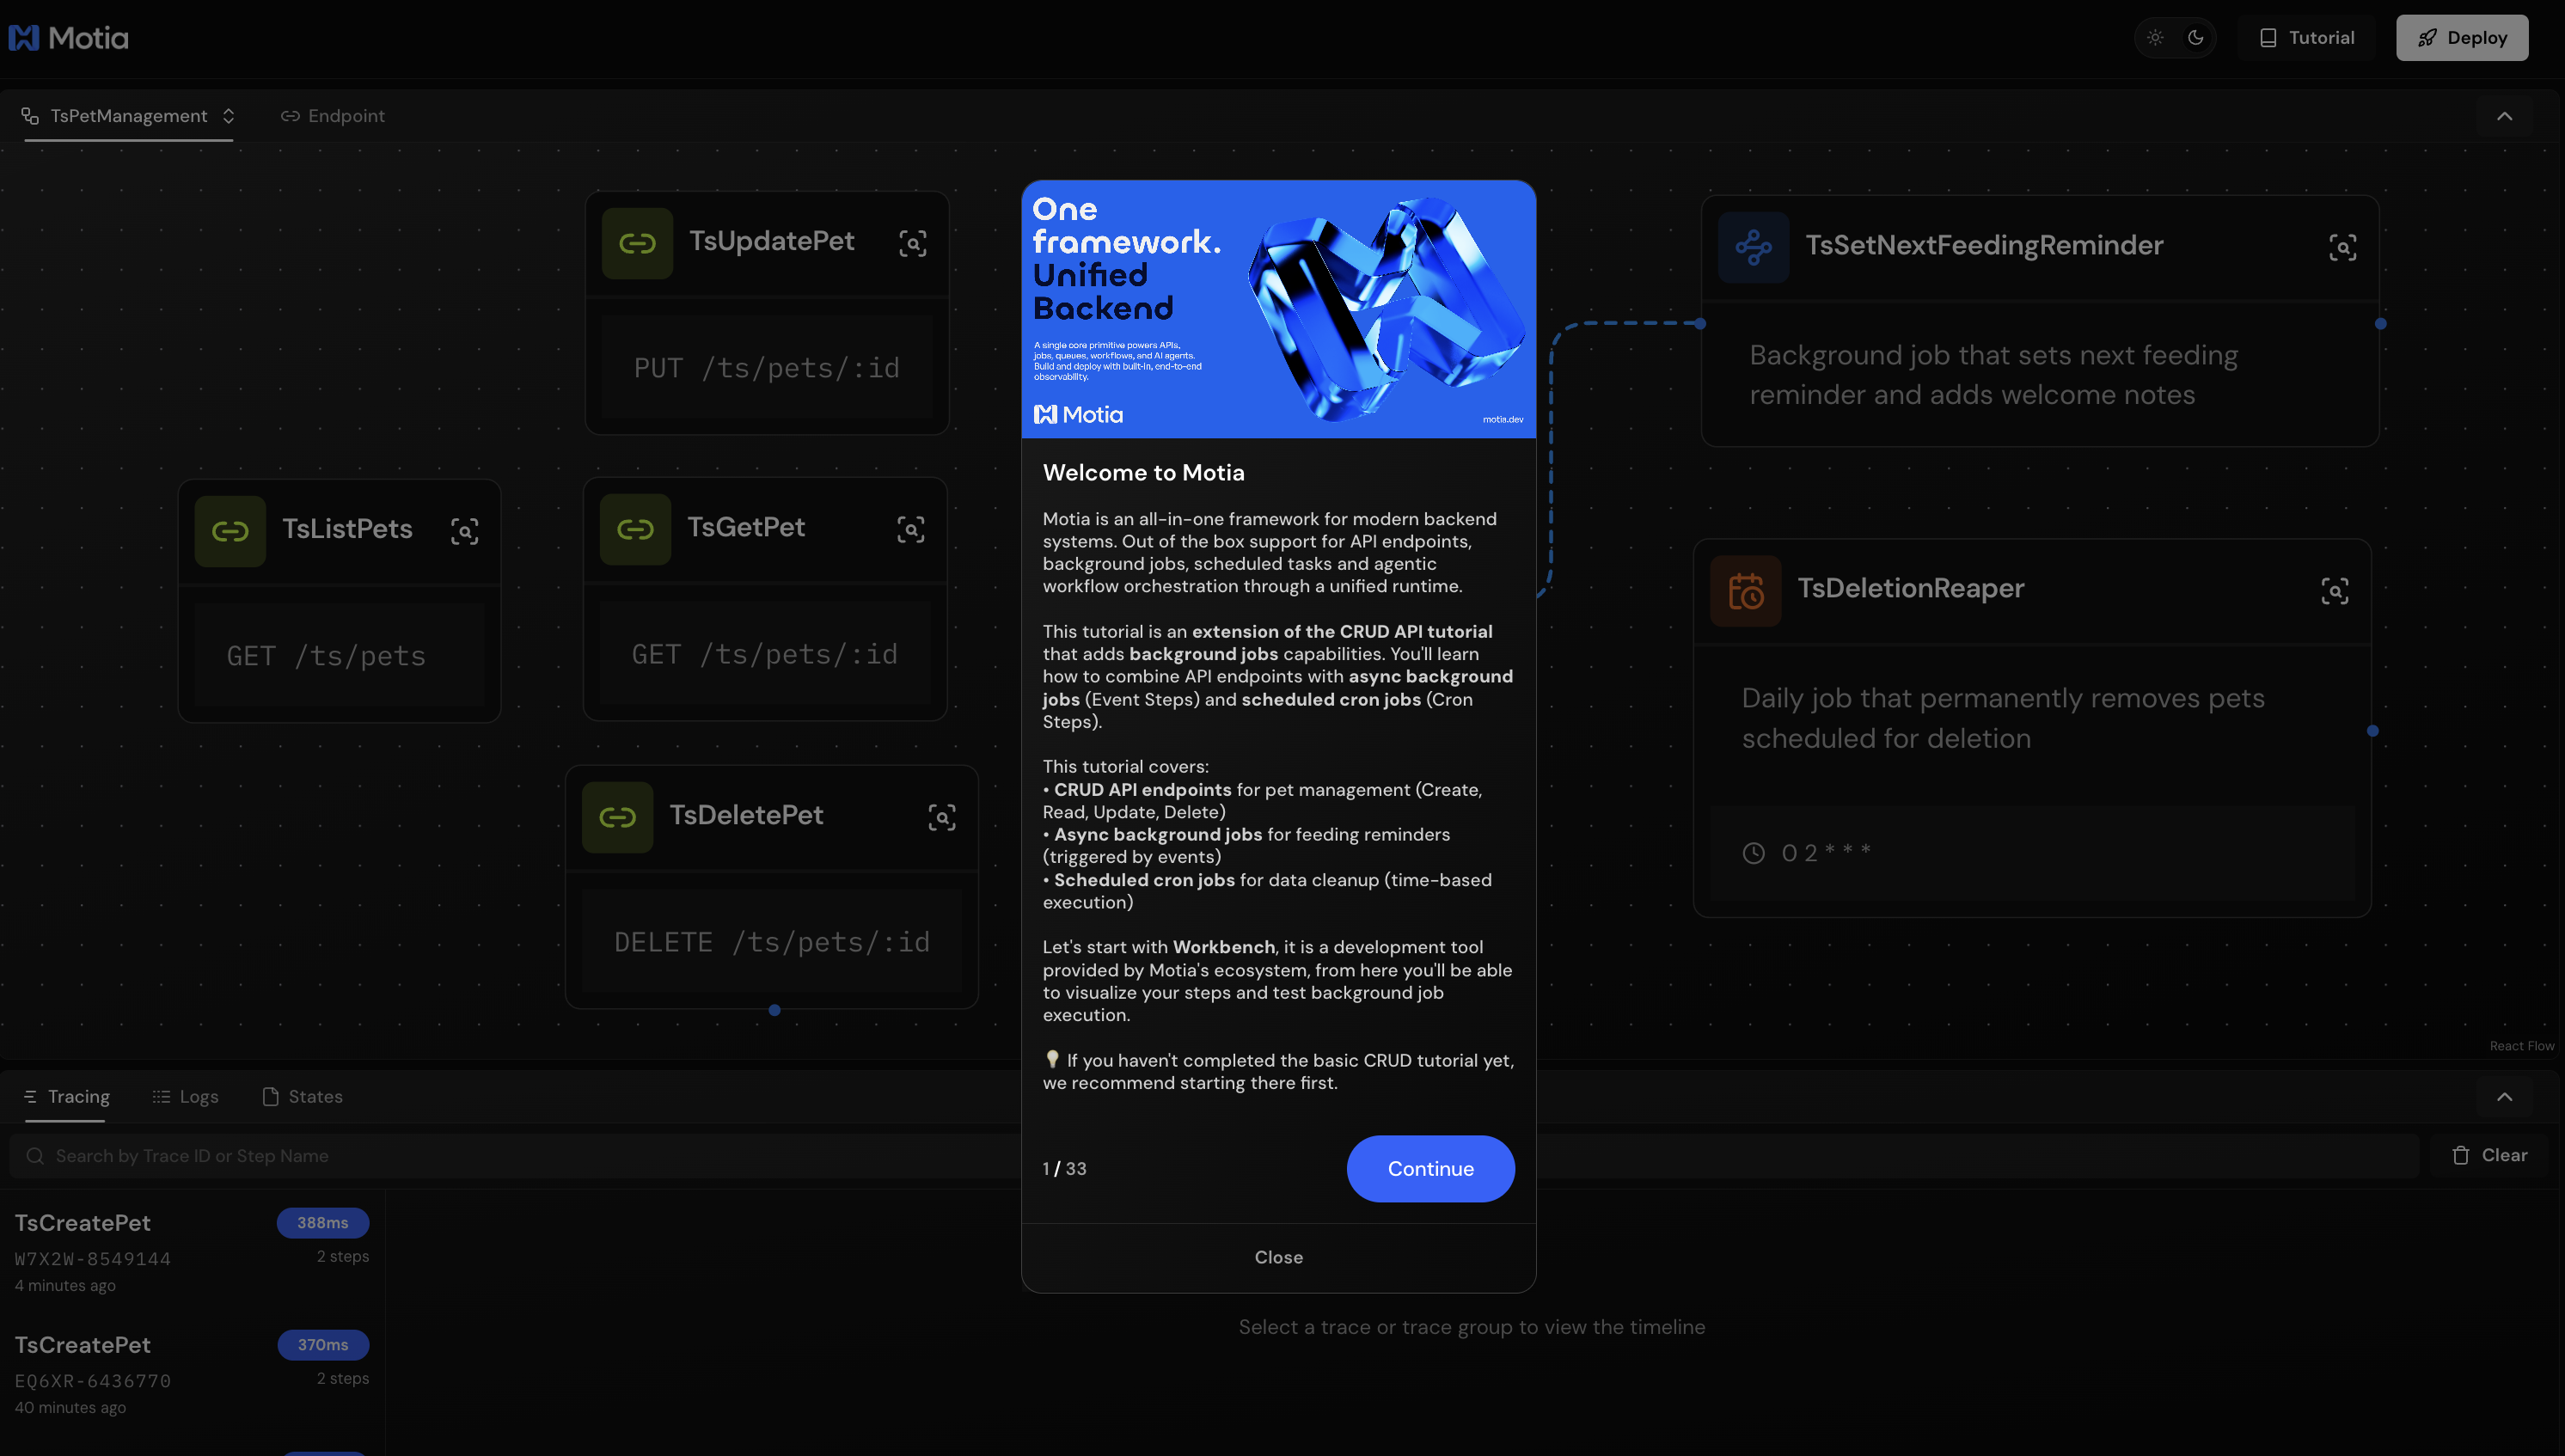 Motia
Tutorial
Deploy
TsPetManagement
Endpoint
TsUpdatePet
PUT /ts/pets/:id
TsListPets
GET /ts/pets
TsGetPet
GET /ts/pets/:id
TsDeletePet
DELETE /ts/pets/:id
One
framework.
Unified
Backend
A single core primitive powers APIs,
jobs, queues, workflows, and AI agents.
Build and deploy with built-in, end-to-end
observability.
Motia
motia.dev
Welcome to Motia
Motia is an all-in-one framework for modern backend
systems. Out of the box support for API endpoints,
background jobs, scheduled tasks and agentic
workflow orchestration through a unified runtime.
This tutorial is an extension of the CRUD API tutorial
that adds background jobs capabilities. You'll learn
how to combine API endpoints with async background
jobs (Event Steps) and scheduled cron jobs (Cron
Steps).
This tutorial covers:
• CRUD API endpoints for pet management (Create,
Read, Update, Delete)
• Async background jobs for feeding reminders
(triggered by events)
• Scheduled cron jobs for data cleanup (time-based
execution)
Let's start with Workbench, it is a development tool
provided by Motia's ecosystem, from here you'll be able
to visualize your steps and test background job
execution.
💡 If you haven't completed the basic CRUD tutorial yet,
we recommend starting there first.
1 / 33
Continue
Close
TsSetNextFeedingReminder
Background job that sets next feeding
reminder and adds welcome notes
TsDeletionReaper
Daily job that permanently removes pets
scheduled for deletion
0 2 * * *
React Flow
Tracing
Logs
States
Search by Trace ID or Step Name
Clear
TsCreatePet
388ms
W7X2W-8549144
2 steps
4 minutes ago
TsCreatePet
370ms
EQ6XR-6436770
2 steps
40 minutes ago
Select a trace or trace group to view the timeline